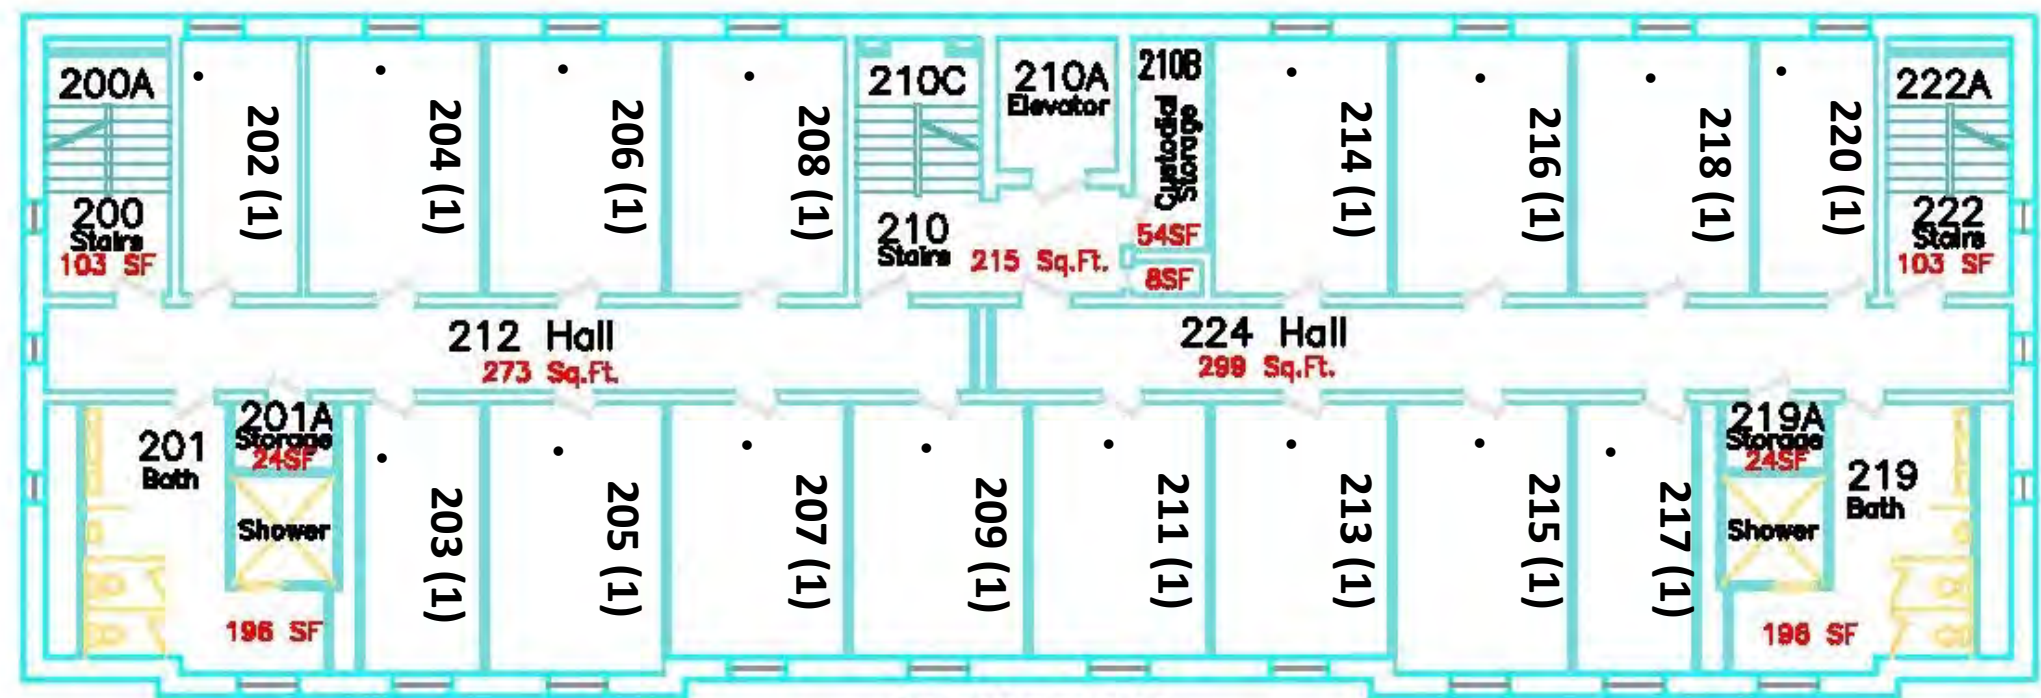 200A
200
Stairs
103 SF
202 (1)
204 (1)
206 (1)
208 (1)
210C
210
Stairs
215 Sq.Ft.
210A
Elevator
210B
Custodial
Storage
54SF
8SF
214 (1)
216 (1)
218 (1)
220 (1)
222A
222
Stairs
103 SF
212 Hall
273 Sq.Ft.
224 Hall
299 Sq.Ft.
201
Bath
201A
Storage
24SF
Shower
196 SF
203 (1)
205 (1)
207 (1)
209 (1)
211 (1)
213 (1)
215 (1)
217 (1)
219A
Storage
24SF
Shower
219
Bath
196 SF